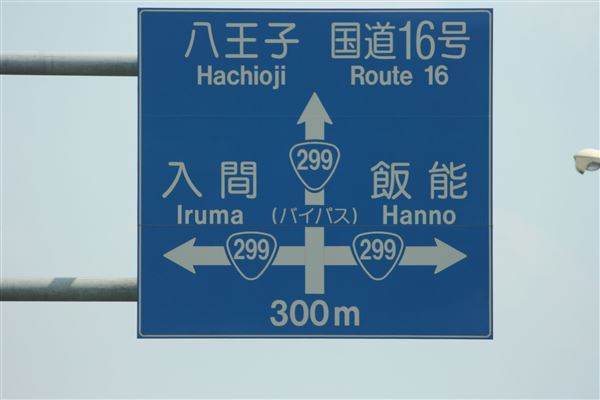 八王子 国道16号
Hachioji Route 16
299
入間 飯能
Iruma (バイパス) Hanno
299 299
300m